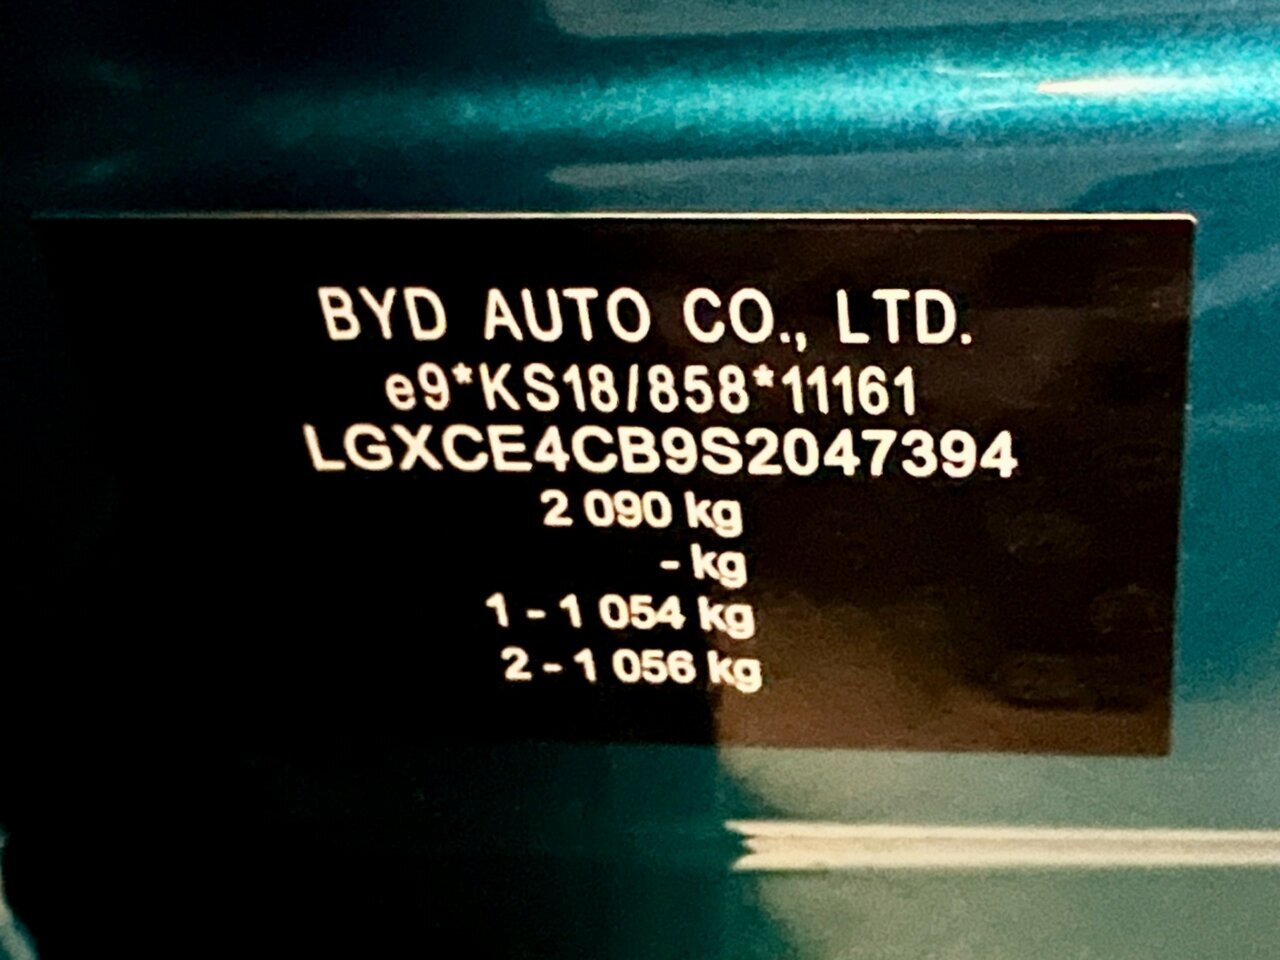 BYD AUTO CO., LTD.
e9*KS18/858*11161
LGXCE4CB9S2047394
2 090 kg
- kg
1 - 1 054 kg
2 - 1 056 kg